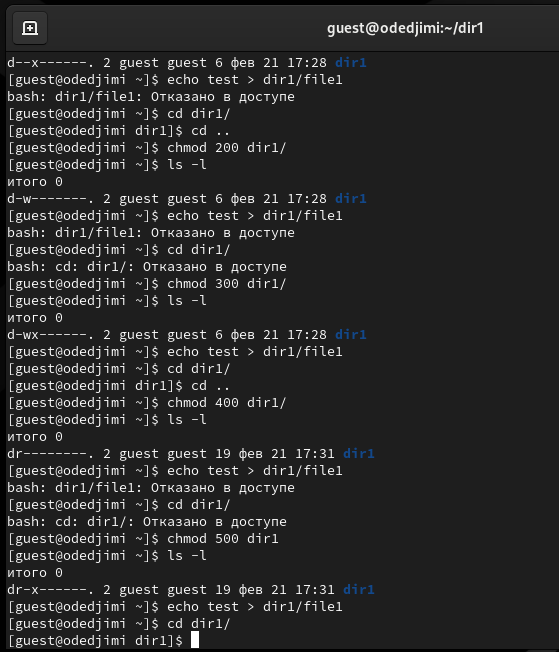 guest@odedjimi:~/dir1
d--x------. 2 guest guest 6 фев 21 17:28 dir1
[guest@odedjimi ~]$ echo test > dir1/file1
bash: dir1/file1: Отказано в доступе
[guest@odedjimi ~]$ cd dir1/
[guest@odedjimi dir1]$ cd ..
[guest@odedjimi ~]$ chmod 200 dir1/
[guest@odedjimi ~]$ ls -l
итого 0
d-w-------. 2 guest guest 6 фев 21 17:28 dir1
[guest@odedjimi ~]$ echo test > dir1/file1
bash: dir1/file1: Отказано в доступе
[guest@odedjimi ~]$ cd dir1/
bash: cd: dir1/: Отказано в доступе
[guest@odedjimi ~]$ chmod 300 dir1/
[guest@odedjimi ~]$ ls -l
итого 0
d-wx------. 2 guest guest 6 фев 21 17:28 dir1
[guest@odedjimi ~]$ echo test > dir1/file1
[guest@odedjimi ~]$ cd dir1/
[guest@odedjimi dir1]$ cd ..
[guest@odedjimi ~]$ chmod 400 dir1/
[guest@odedjimi ~]$ ls -l
итого 0
dr--------. 2 guest guest 19 фев 21 17:31 dir1
[guest@odedjimi ~]$ echo test > dir1/file1
bash: dir1/file1: Отказано в доступе
[guest@odedjimi ~]$ cd dir1/
bash: cd: dir1/: Отказано в доступе
[guest@odedjimi ~]$ chmod 500 dir1
[guest@odedjimi ~]$ ls -l
итого 0
dr-x------. 2 guest guest 19 фев 21 17:31 dir1
[guest@odedjimi ~]$ echo test > dir1/file1
[guest@odedjimi ~]$ cd dir1/
[guest@odedjimi dir1]$